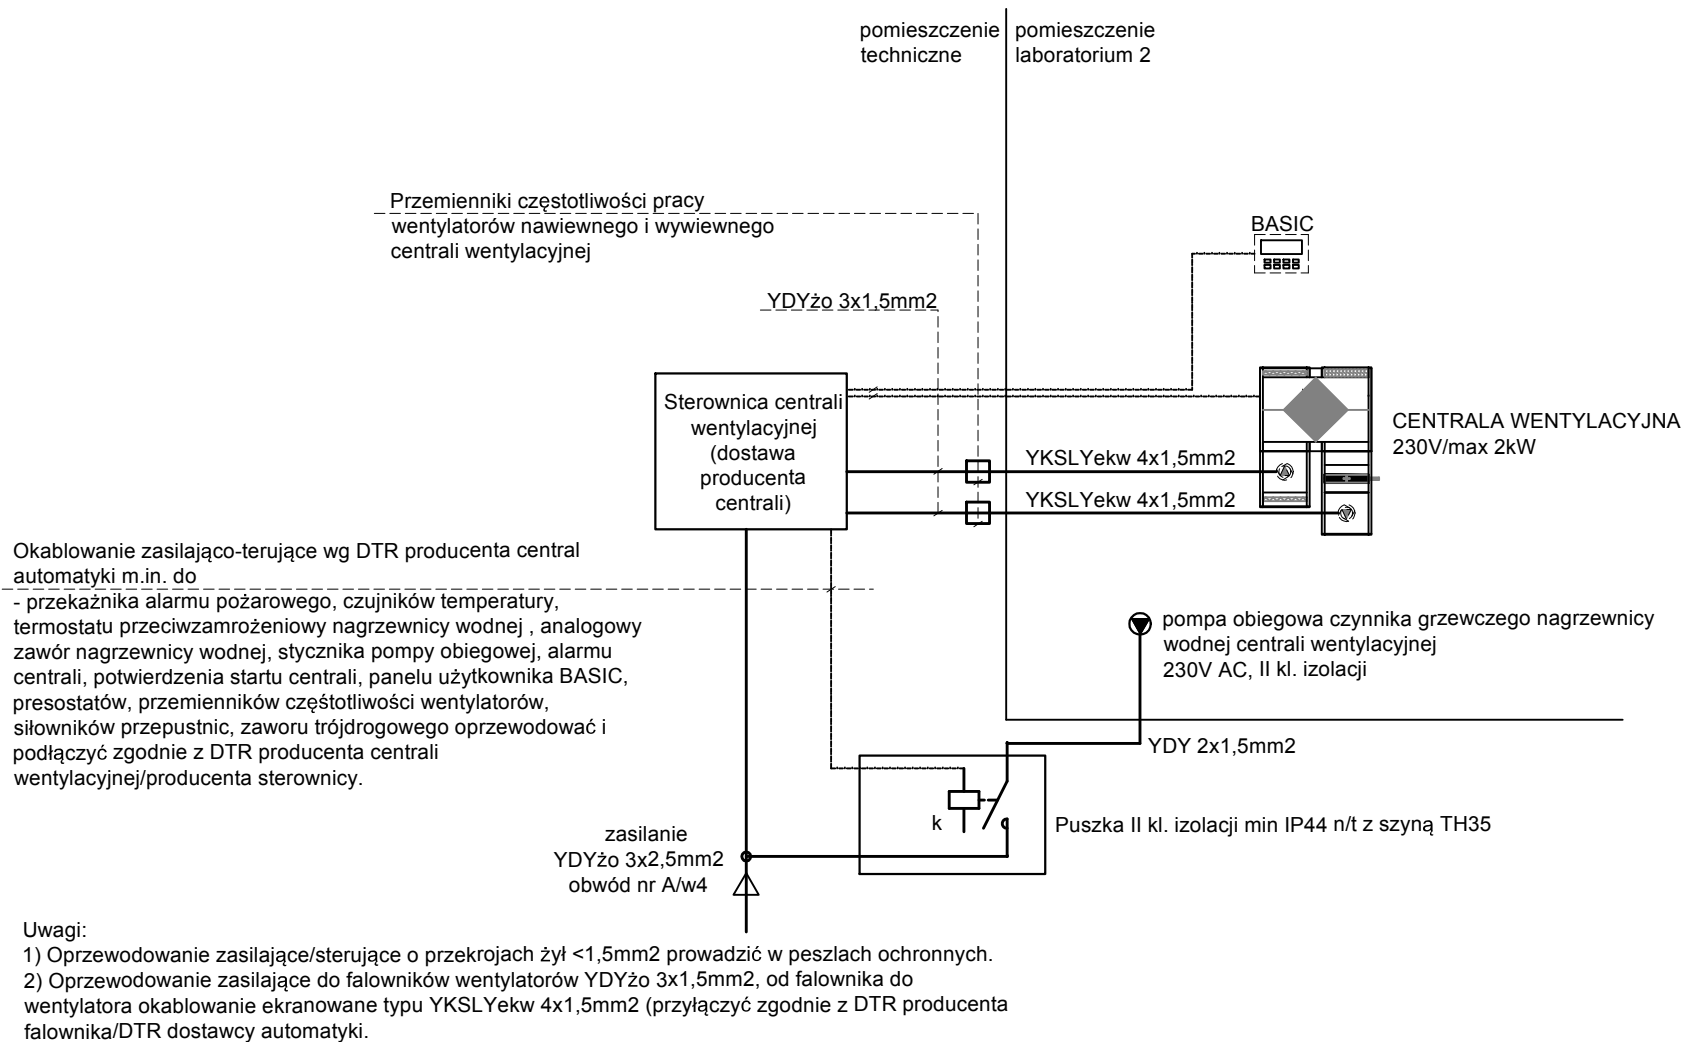 pomieszczenie
techniczne
pomieszczenie
laboratorium 2
Przemienniki częstotliwości pracy
wentylatorów nawiewnego i wywiewnego
centrali wentylacyjnej
BASIC
YDYżo 3x1,5mm2
Sterownica centrali
wentylacyjnej
(dostawa
producenta
centrali)
YKSLYekw 4x1,5mm2
YKSLYekw 4x1,5mm2
CENTRALA WENTYLACYJNA
230V/max 2kW
Okablowanie zasilająco-terujące wg DTR producenta central
automatyki m.in. do
- przekażnika alarmu pożarowego, czujników temperatury,
termostatu przeciwzamrożeniowy nagrzewnicy wodnej , analogowy
zawór nagrzewnicy wodnej, stycznika pompy obiegowej, alarmu
centrali, potwierdzenia startu centrali, panelu użytkownika BASIC,
presostatów, przemienników częśtotliwości wentylatorów,
siłowników przepustnic, zaworu trójdrogowego oprzewodować i
podłączyć zgodnie z DTR producenta centrali
wentylacyjnej/producenta sterownicy.
pompa obiegowa czynnika grzewczego nagrzewnicy
wodnej centrali wentylacyjnej
230V AC, II kl. izolacji
YDY 2x1,5mm2
k
Puszka II kl. izolacji min IP44 n/t z szyną TH35
zasilanie
YDYżo 3x2,5mm2
obwód nr A/w4
Uwagi:
1) Oprzewodowanie zasilające/sterujące o przekrojach żył <1,5mm2 prowadzić w peszlach ochronnych.
2) Oprzewodowanie zasilające do falowników wentylatorów YDYżo 3x1,5mm2, od falownika do
wentylatora okablowanie ekranowane typu YKSLYekw 4x1,5mm2 (przyłączyć zgodnie z DTR producenta
falownika/DTR dostawcy automatyki.